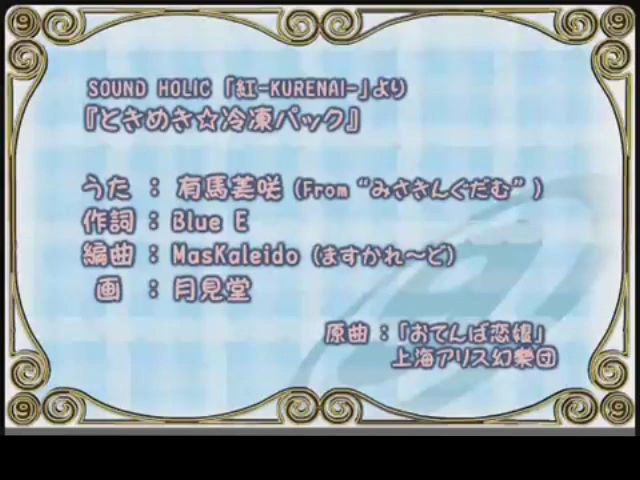 SOUND HOLIC 「紅-KURENAI-」より
『ときめき☆冷凍パック』
うた : 有馬美咲 (From “みさきんぐだむ” )
作詞 : Blue E
編曲 : MasKaleido (ますかれ～ど)
画 : 月見堂
原曲 : 「おてんば恋娘」
上海アリス幻樂団